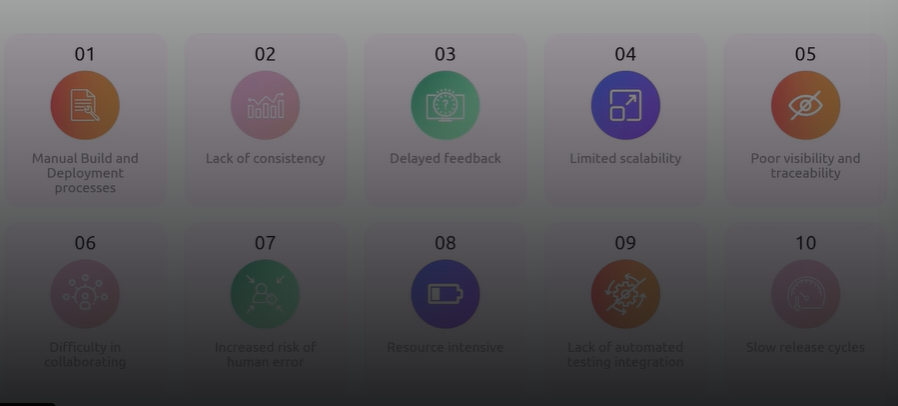 01
02
03
04
05
Manual Build and
Deployment
processes
Lack of consistency
Delayed feedback
Limited scalability
Poor visibility and
traceability
06
07
08
09
10
Difficulty in
collaborating
Increased risk of
human error
Resource intensive
Lack of automated
testing integration
Slow release cycles